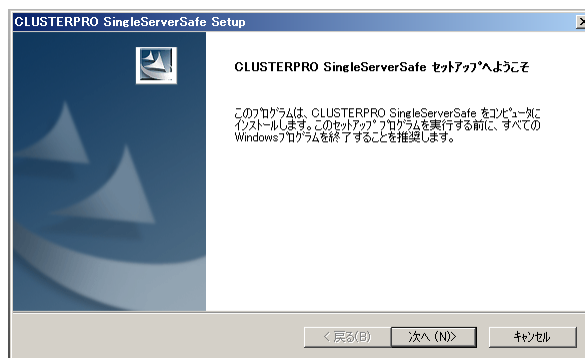 CLUSTERPRO SingleServerSafe Setup
CLUSTERPRO SingleServerSafe ｾｯﾄｱｯﾌﾟへようこそ
このﾌﾟﾛｸﾞﾗﾑは、CLUSTERPRO SingleServerSafe をｺﾝﾋﾟｭｰﾀに
インストールします。このｾｯﾄｱｯﾌﾟ ﾌﾟﾛｸﾞﾗﾑを実行する前に、すべての
Windowsﾌﾟﾛｸﾞﾗﾑを終了することを推奨します。
< 戻る(B)
次へ (N)>
ｷｬﾝｾﾙ